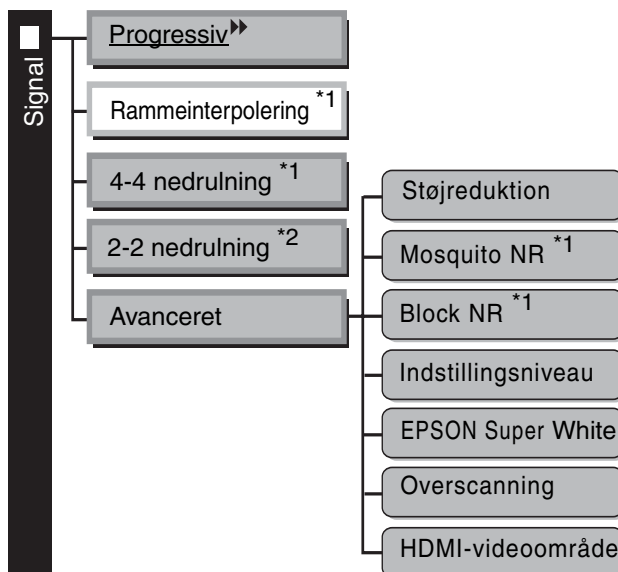 Signal
Progressiv
Rammeinterpolering *1
4-4 nedrulning *1
2-2 nedrulning *2
Avanceret
Støjreduktion
Mosquito NR *1
Block NR *1
Indstillingsniveau
EPSON Super White
Overscanning
HDMI-videoområde